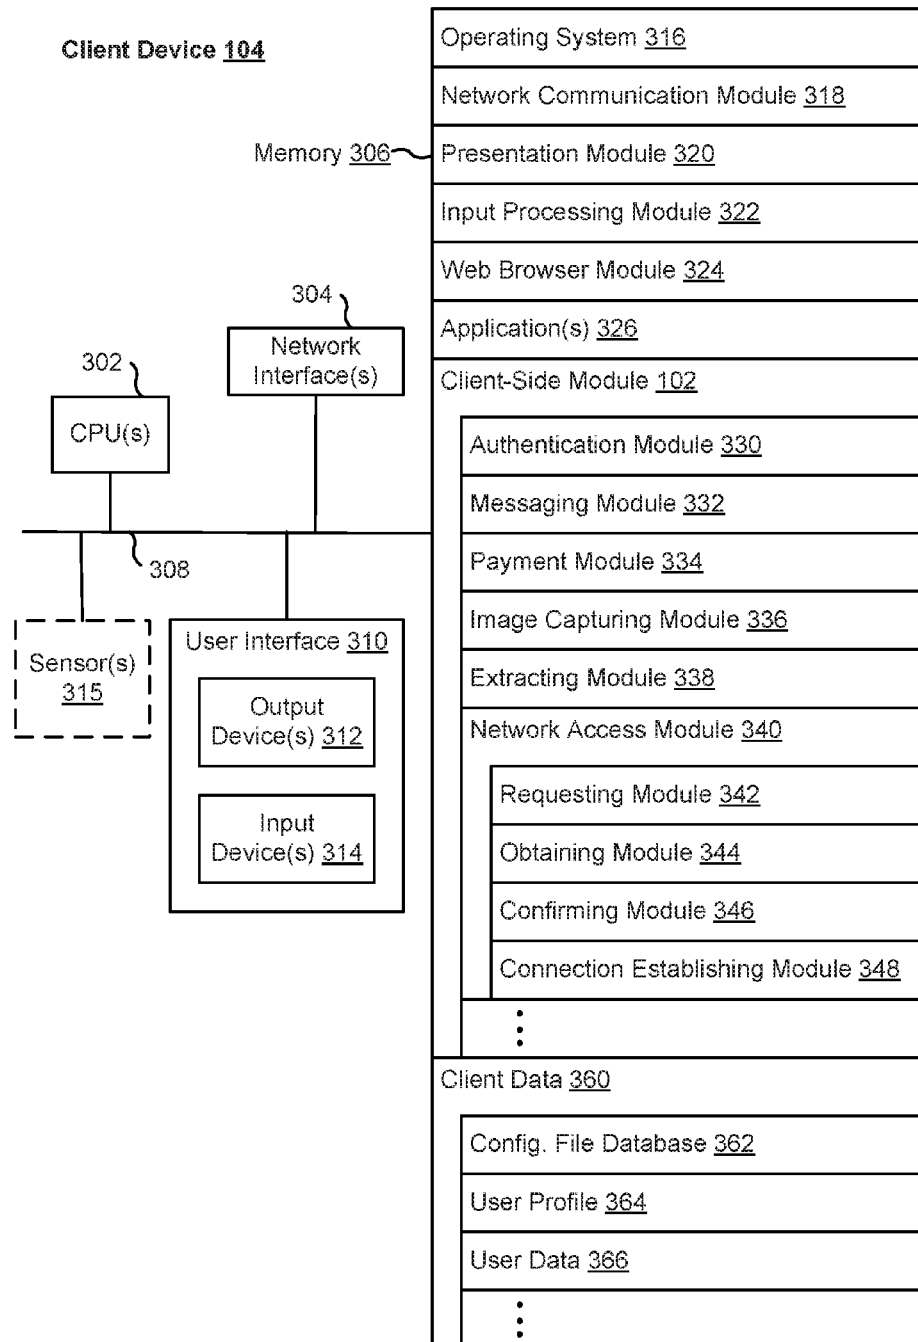 Client Device 104
Memory 306
304
Network
Interface(s)
302
CPU(s)
308
Sensor(s)
315
User Interface 310
Output
Device(s) 312
Input
Device(s) 314
Operating System 316
Network Communication Module 318
Presentation Module 320
Input Processing Module 322
Web Browser Module 324
Application(s) 326
Client-Side Module 102
Authentication Module 330
Messaging Module 332
Payment Module 334
Image Capturing Module 336
Extracting Module 338
Network Access Module 340
Requesting Module 342
Obtaining Module 344
Confirming Module 346
Connection Establishing Module 348
Client Data 360
Config. File Database 362
User Profile 364
User Data 366